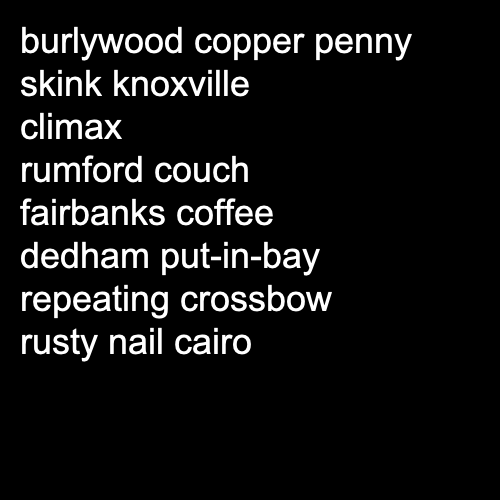 burlywood copper penny
skink knoxville
climax
rumford couch
fairbanks coffee
dedham put-in-bay
repeating crossbow
rusty nail cairo